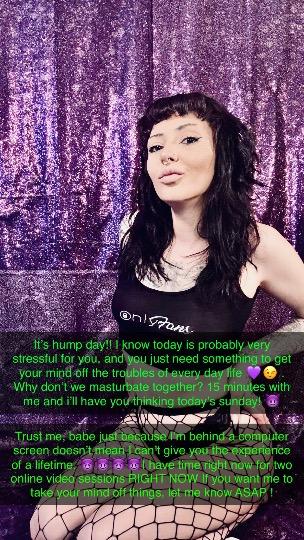 OnlyFans
It's hump day!! I know today is probably very
stressful for you, and you just need something to get
your mind off the troubles of every day life 💜😘
Why don't we masturbate together? 15 minutes with
me and i'll have you thinking today's sunday! 😈
Trust me, babe just because I'm behind a computer
screen doesn't mean I can't give you the experience
of a lifetime. 😈😈😈😈I have time right now for two
online video sessions RIGHT NOW If you want me to
take your mind off things, let me know ASAP !